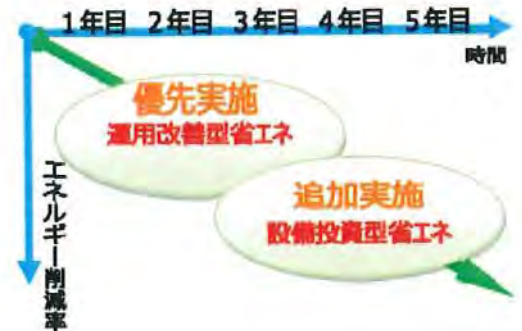 1年目 2年目 3年目 4年目 5年目
時間
優先実施
運用改善型省エネ
追加実施
設備投資型省エネ
エネルギー削減率